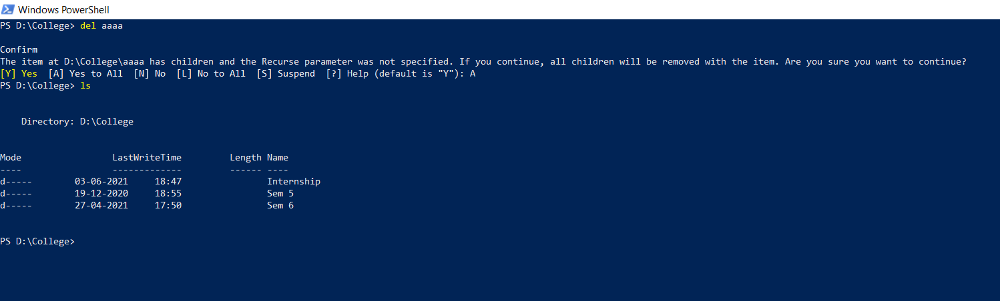 Windows PowerShell
PS D:\College> del aaaa
Confirm
The item at D:\College\aaaa has children and the Recurse parameter was not specified. If you continue, all children will be removed with the item. Are you sure you want to continue?
[Y] Yes  [A] Yes to All  [N] No  [L] No to All  [S] Suspend  [?] Help (default is "Y"): A
PS D:\College> ls
    Directory: D:\College
Mode                 LastWriteTime         Length Name
----                 -------------         ------ ----
d-----        03-06-2021     18:47                Internship
d-----        19-12-2020     18:55                Sem 5
d-----        27-04-2021     17:50                Sem 6
PS D:\College>